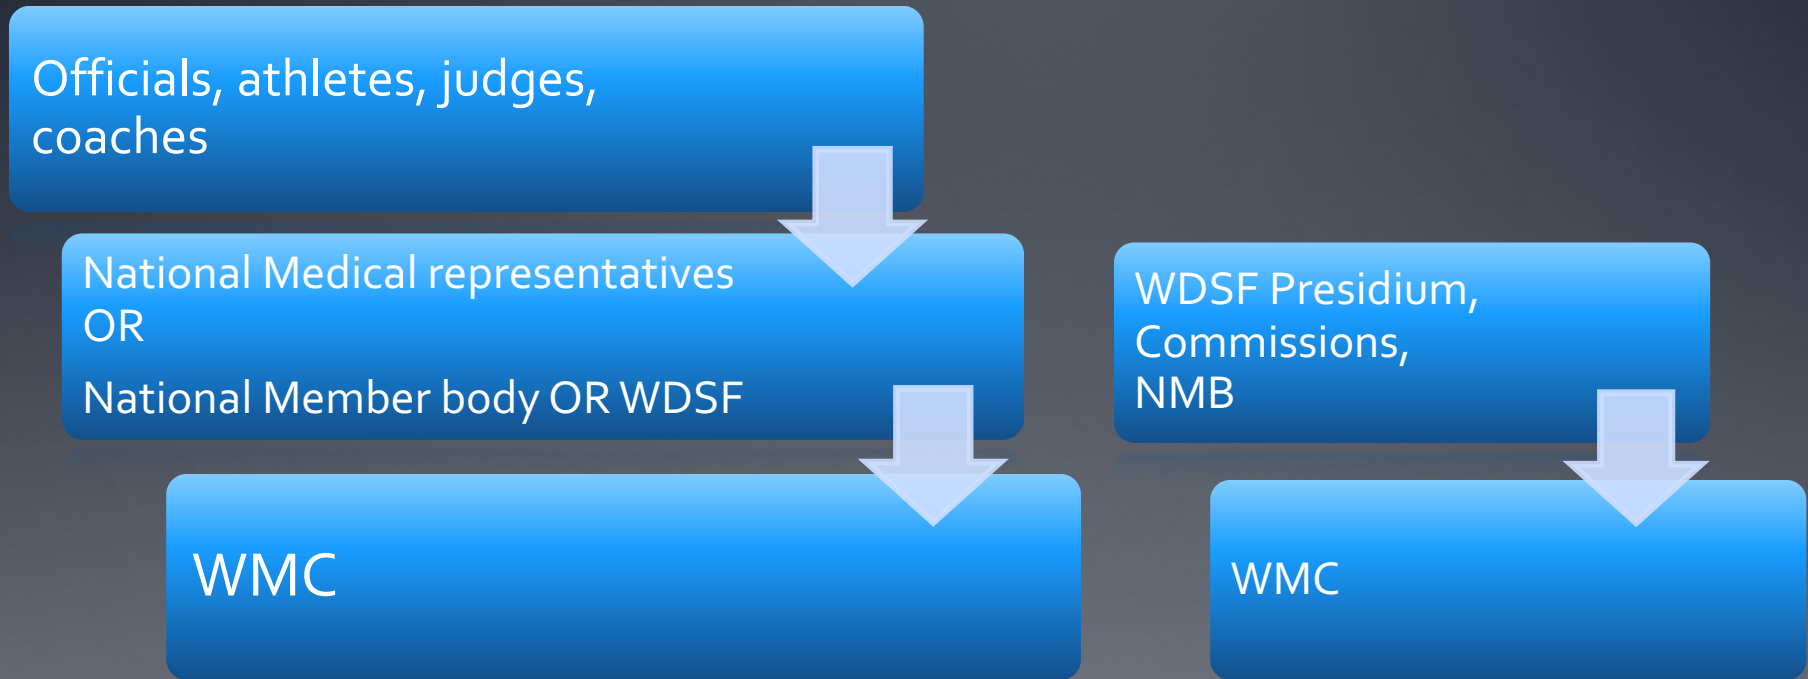 Officials, athletes, judges,
coaches
National Medical representatives
OR
National Member body OR WDSF
WMC
WDSF Presidium,
Commissions,
NMB
WMC